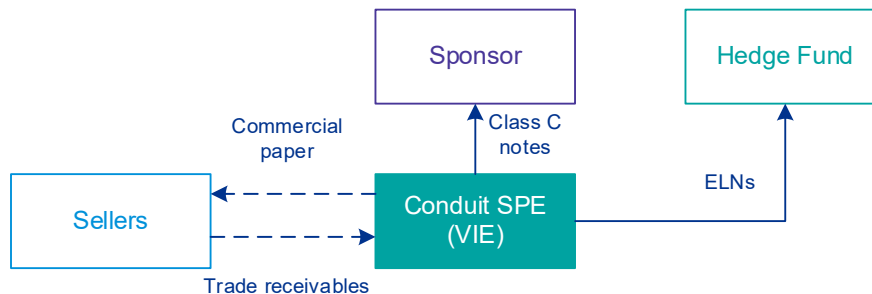 Sponsor
Hedge Fund
Commercial
paper
Class C
notes
ELNs
Sellers
Conduit SPE
(VIE)
Trade receivables